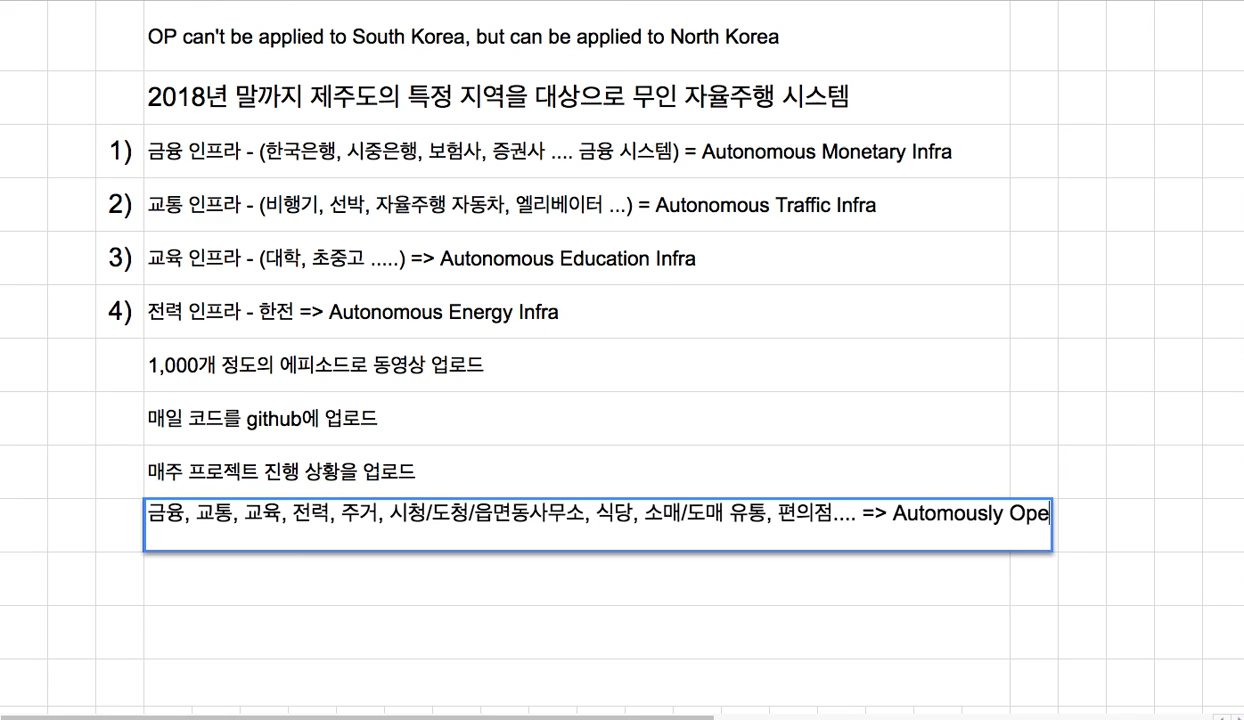 OP can't be applied to South Korea, but can be applied to North Korea
2018년 말까지 제주도의 특정 지역을 대상으로 무인 자율주행 시스템
1) 금융 인프라 - (한국은행, 시중은행, 보험사, 증권사 .... 금융 시스템) = Autonomous Monetary Infra
2) 교통 인프라 - (비행기, 선박, 자율주행 자동차, 엘리베이터 ...) = Autonomous Traffic Infra
3) 교육 인프라 - (대학, 초중고 .....) => Autonomous Education Infra
4) 전력 인프라 - 한전 => Autonomous Energy Infra
1,000개 정도의 에피소드로 동영상 업로드
매일 코드를 github에 업로드
매주 프로젝트 진행 상황을 업로드
금융, 교통, 교육, 전력, 주거, 시청/도청/읍면동사무소, 식당, 소매/도매 유통, 편의점.... => Automously Ope